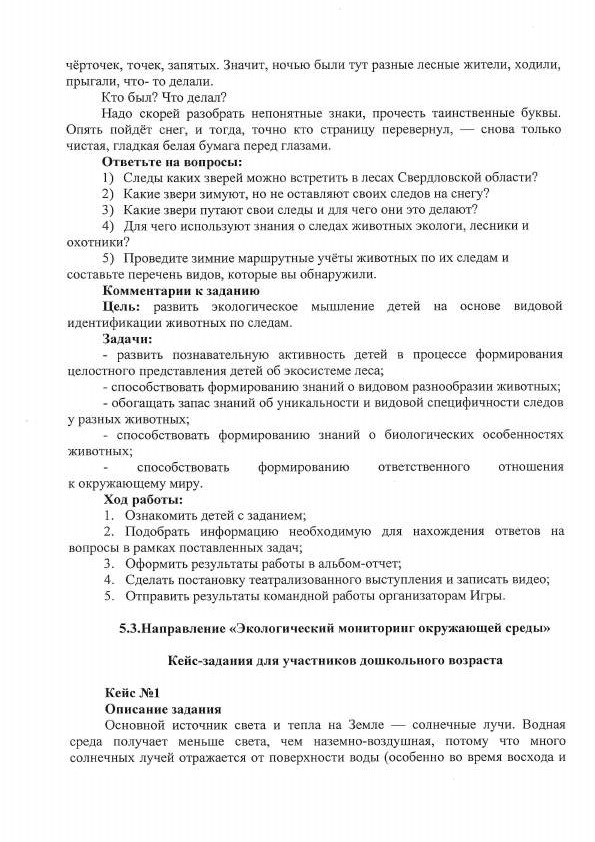 чёрточек, точек, запятых. Значит, ночью были тут разные лесные жители, ходили,
прыгали, что- то делали.
Кто был? Что делал?
Надо скорей разобрать непонятные знаки, прочесть таинственные буквы.
Опять пойдёт снег, и тогда, точно кто страницу перевернул, — снова только
чистая, гладкая белая бумага перед глазами.
Ответьте на вопросы:
1) Следы каких зверей можно встретить в лесах Свердловской области?
2) Какие звери зимуют, но не оставляют своих следов на снегу?
3) Какие звери путают свои следы и для чего они это делают?
4) Для чего используют знания о следах животных экологи, лесники и
охотники?
5) Проведите зимние маршрутные учёты животных по их следам и
составьте перечень видов, которые вы обнаружили.
Комментарии к заданию
Цель: развить экологическое мышление детей на основе видовой
идентификации животных по следам.
Задачи:
- развить познавательную активность детей в процессе формирования
целостного представления детей об экосистеме леса;
- способствовать формированию знаний о видовом разнообразии животных;
- обогащать запас знаний об уникальности и видовой специфичности следов
у разных животных;
- способствовать формированию знаний о биологических особенностях
животных;
- способствовать формированию ответственного отношения
к окружающему миру.
Ход работы:
1. Ознакомить детей с заданием;
2. Подобрать информацию необходимую для нахождения ответов на
вопросы в рамках поставленных задач;
3. Оформить результаты работы в альбом-отчет;
4. Сделать постановку театрализованного выступления и записать видео;
5. Отправить результаты командной работы организаторам Игры.
5.3.Направление «Экологический мониторинг окружающей среды»
Кейс-задания для участников дошкольного возраста
Кейс №1
Описание задания
Основной источник света и тепла на Земле — солнечные лучи. Водная
среда получает меньше света, чем наземно-воздушная, потому что много
солнечных лучей отражается от поверхности воды (особенно во время восхода и